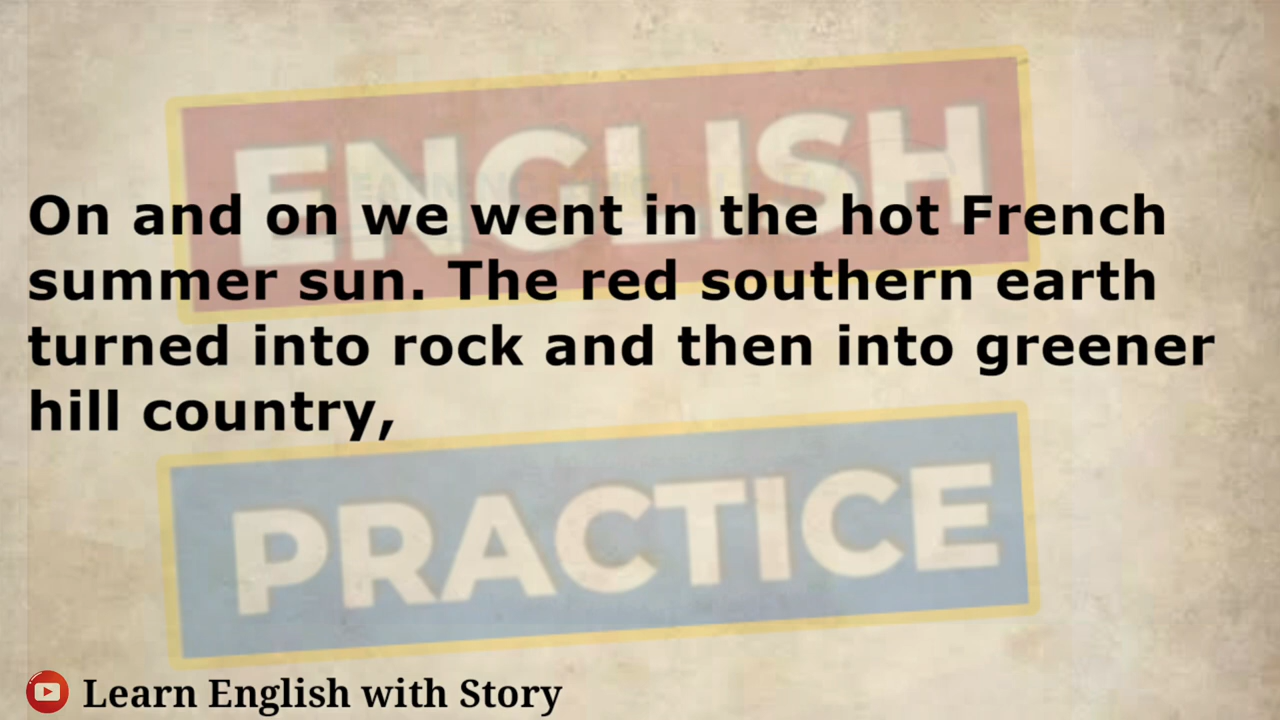 ENGLISH
On and on we went in the hot French
summer sun. The red southern earth
turned into rock and then into greener
hill country,
PRACTICE
Learn English with Story